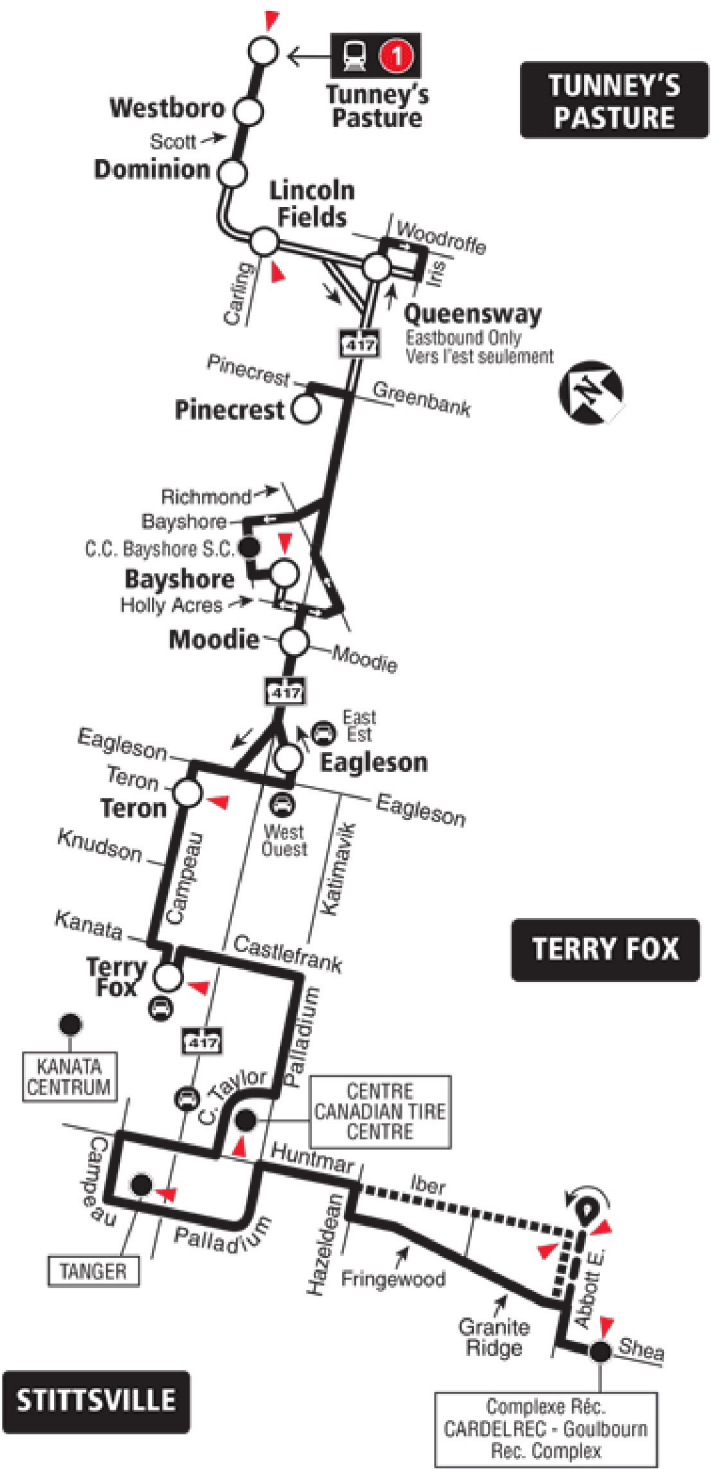 1
Tunney's
Pasture
TUNNEY'S
PASTURE
Westboro
Scott
Dominion
Lincoln
Fields
Woodroffe
Iris
Carling
Queensway
Eastbound Only
Vers l'est seulement
417
Pinecrest
Greenbank
Pinecrest
N
Richmond
Bayshore
C.C. Bayshore S.C.
Bayshore
Holly Acres
Moodie
Moodie
417
East
Est
Eagleson
Eagleson
Teron
Teron
Eagleson
West
Ouest
Knudson
Campeau
Katimavik
Kanata
Castlefrank
TERRY FOX
Terry
Fox
Palladium
417
KANATA
CENTRUM
C. Taylor
CENTRE
CANADIAN TIRE
CENTRE
Campeau
Huntmar
Iber
Palladium
Hazeldean
TANGER
Fringewood
Abbott E.
Granite
Ridge
Shea
STITTSVILLE
Complexe Réc.
CARDELREC - Goulbourn
Rec. Complex